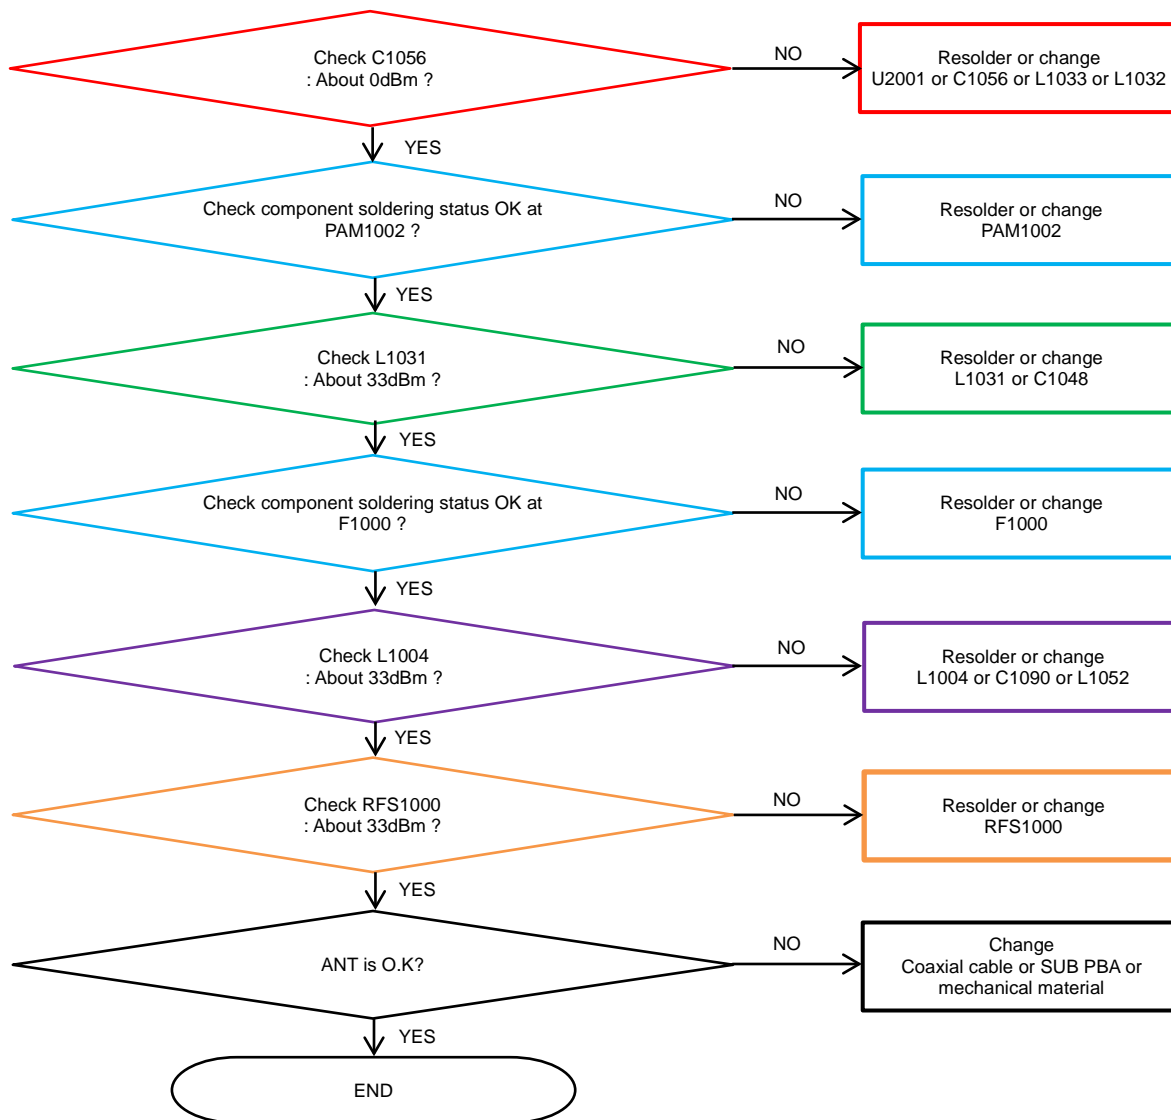 Check C1056
: About 0dBm ?
NO
Resolder or change
U2001 or C1056 or L1033 or L1032
YES
Check component soldering status OK at
PAM1002 ?
NO
Resolder or change
PAM1002
YES
Check L1031
: About 33dBm ?
NO
Resolder or change
L1031 or C1048
YES
Check component soldering status OK at
F1000 ?
NO
Resolder or change
F1000
YES
Check L1004
: About 33dBm ?
NO
Resolder or change
L1004 or C1090 or L1052
YES
Check RFS1000
: About 33dBm ?
NO
Resolder or change
RFS1000
YES
ANT is O.K?
NO
Change
Coaxial cable or SUB PBA or
mechanical material
YES
END